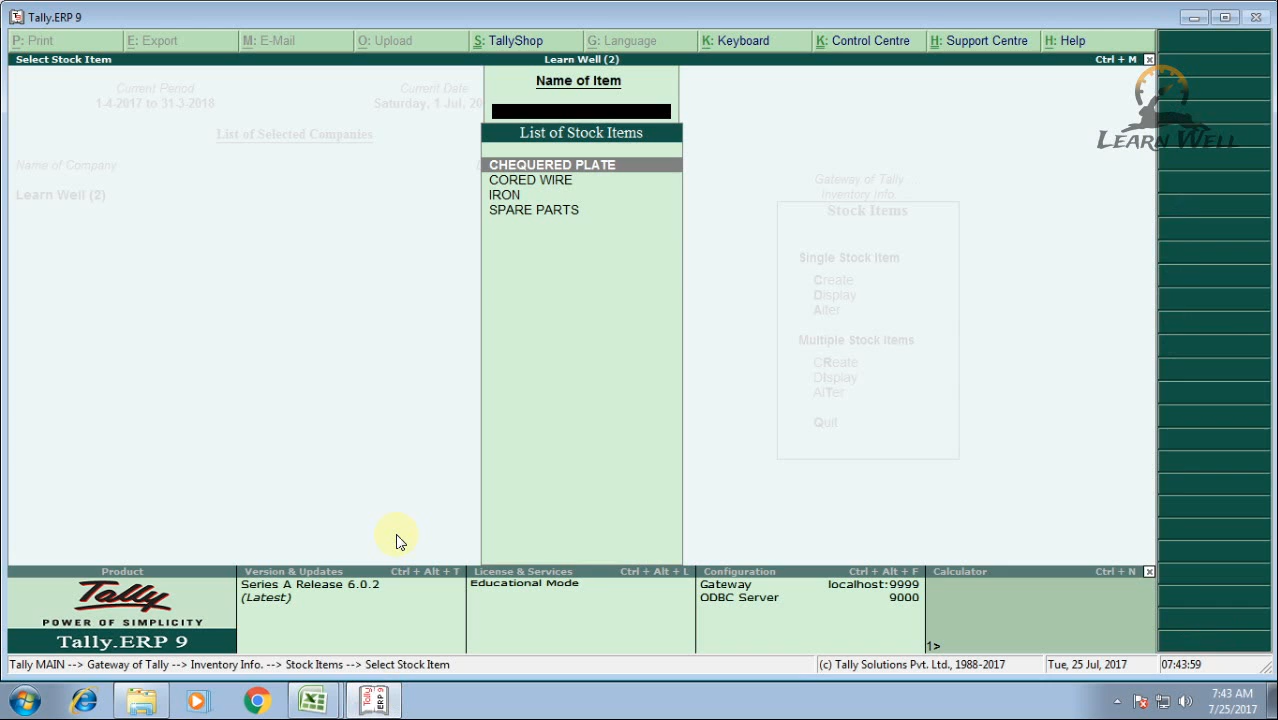 Tally.ERP 9
P: Print E: Export M: E-Mail O: Upload S: TallyShop G: Language K: Keyboard K: Control Centre H: Support Centre H: Help
Select Stock Item Learn Well (2) Ctrl + M
Current Period Current Date
1-4-2017 to 31-3-2018 Saturday, 1 Jul, 20
List of Selected Companies
Name of Company
Learn Well (2)
Name of Item
List of Stock Items
CHEQUERED PLATE
CORED WIRE
IRON
SPARE PARTS
LEARN WELL
Gateway of Tally ...
Inventory Info. ...
Stock Items
Single Stock Item
Create
Display
Alter
Multiple Stock Items
CReate
DIsplay
AlTer
Quit
Product
Tally
POWER OF SIMPLICITY
Tally.ERP 9
Version & Updates Ctrl + Alt + T
Series A Release 6.0.2
(Latest)
License & Services Ctrl + Alt + L
Educational Mode
Configuration Ctrl + Alt + F
Gateway localhost:9999
ODBC Server 9000
Calculator Ctrl + N
1>
Tally MAIN --> Gateway of Tally --> Inventory Info. --> Stock Items --> Select Stock Item (c) Tally Solutions Pvt. Ltd., 1988-2017 Tue, 25 Jul, 2017 07:43:59
7:43 AM
7/25/2017